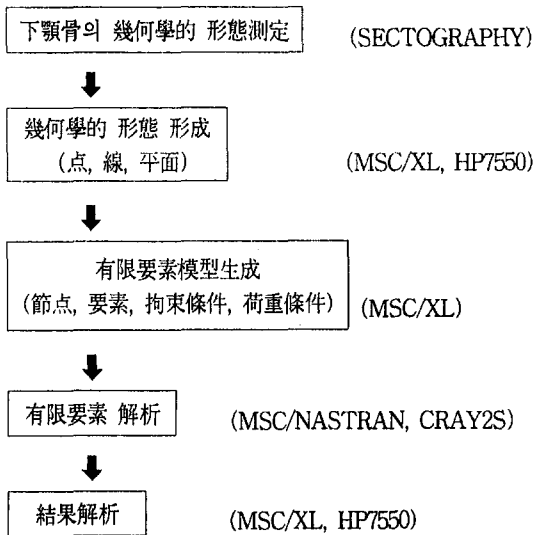 下顎骨의 幾何學的 形態測定 (SECTOGRAPHY)
幾何學的 形態 形成
(点, 線, 平面) (MSC/XL, HP7550)
有限要素模型生成
(節点, 要素, 拘束條件, 荷重條件) (MSC/XL)
有限要素 解析 (MSC/NASTRAN, CRAY2S)
結果解析 (MSC/XL, HP7550)